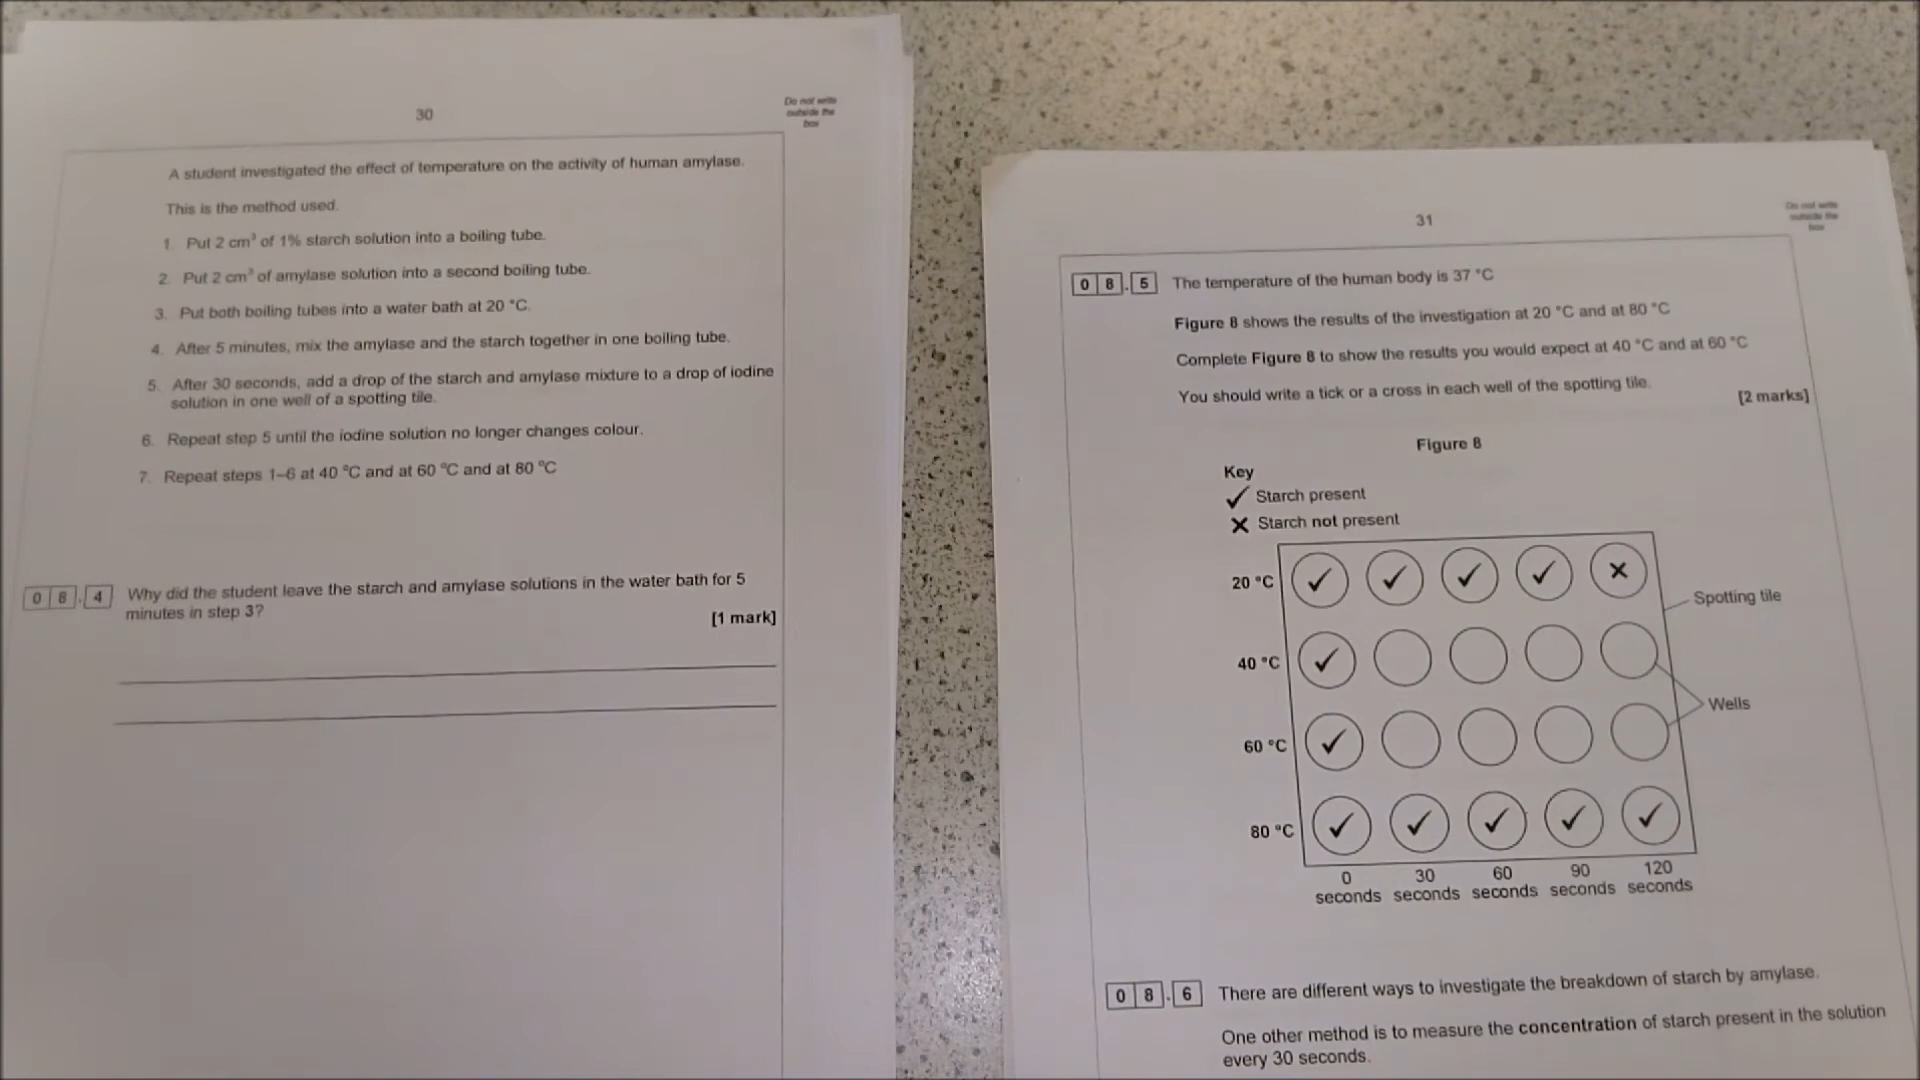 30
Do not write
outside the
box
A student investigated the effect of temperature on the activity of human amylase.
This is the method used.
1. Put 2 cm³ of 1% starch solution into a boiling tube.
2. Put 2 cm³ of amylase solution into a second boiling tube.
3. Put both boiling tubes into a water bath at 20 °C.
4. After 5 minutes, mix the amylase and the starch together in one boiling tube.
5. After 30 seconds, add a drop of the starch and amylase mixture to a drop of iodine
solution in one well of a spotting tile.
6. Repeat step 5 until the iodine solution no longer changes colour.
7. Repeat steps 1–6 at 40 °C and at 60 °C and at 80 °C
0 8 . 4 Why did the student leave the starch and amylase solutions in the water bath for 5
minutes in step 3?
[1 mark]
31
Do not write
outside the
box
0 8 . 5 The temperature of the human body is 37 °C
Figure 8 shows the results of the investigation at 20 °C and at 80 °C
Complete Figure 8 to show the results you would expect at 40 °C and at 60 °C
You should write a tick or a cross in each well of the spotting tile.
[2 marks]
Figure 8
Key
✓ Starch present
✗ Starch not present
20 °C ✓ ✓ ✓ ✓ ✗
Spotting tile
40 °C ✓
Wells
60 °C ✓
80 °C ✓ ✓ ✓ ✓ ✓
0 30 60 90 120
seconds seconds seconds seconds seconds
0 8 . 6 There are different ways to investigate the breakdown of starch by amylase.
One other method is to measure the concentration of starch present in the solution
every 30 seconds.